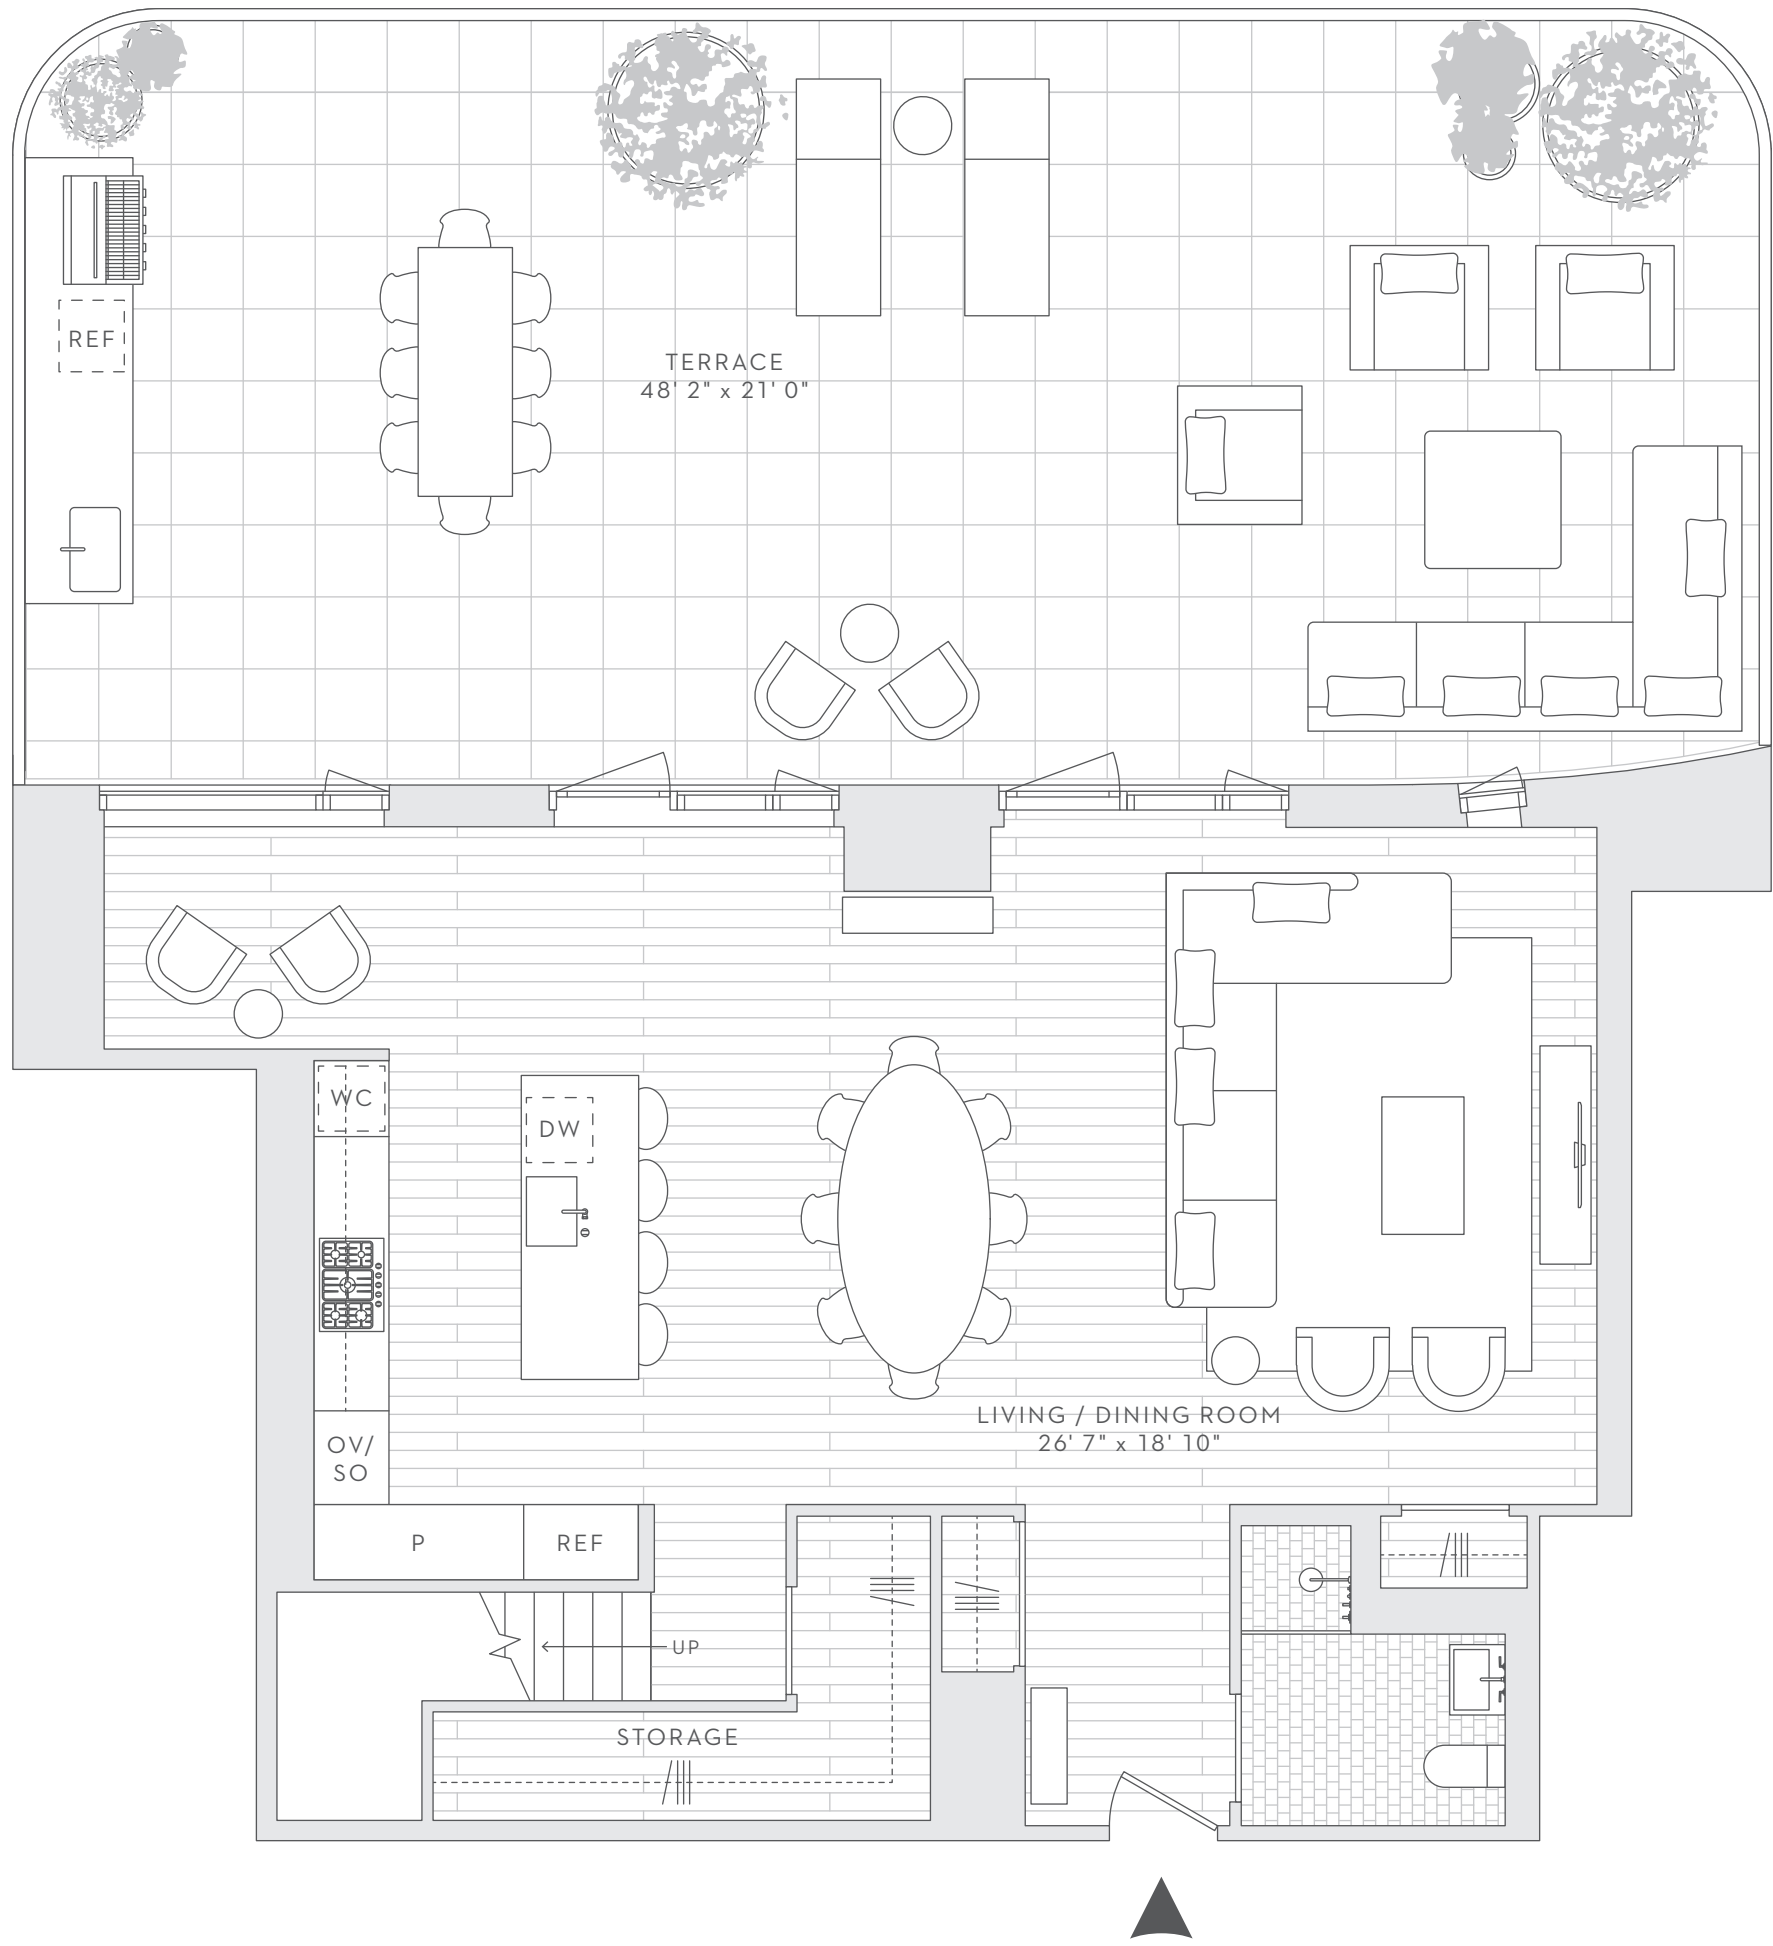 REF
TERRACE
48' 2" x 21' 0"
WC
DW
LIVING / DINING ROOM
26' 7" x 18' 10"
OV/
SO
P
REF
UP
STORAGE